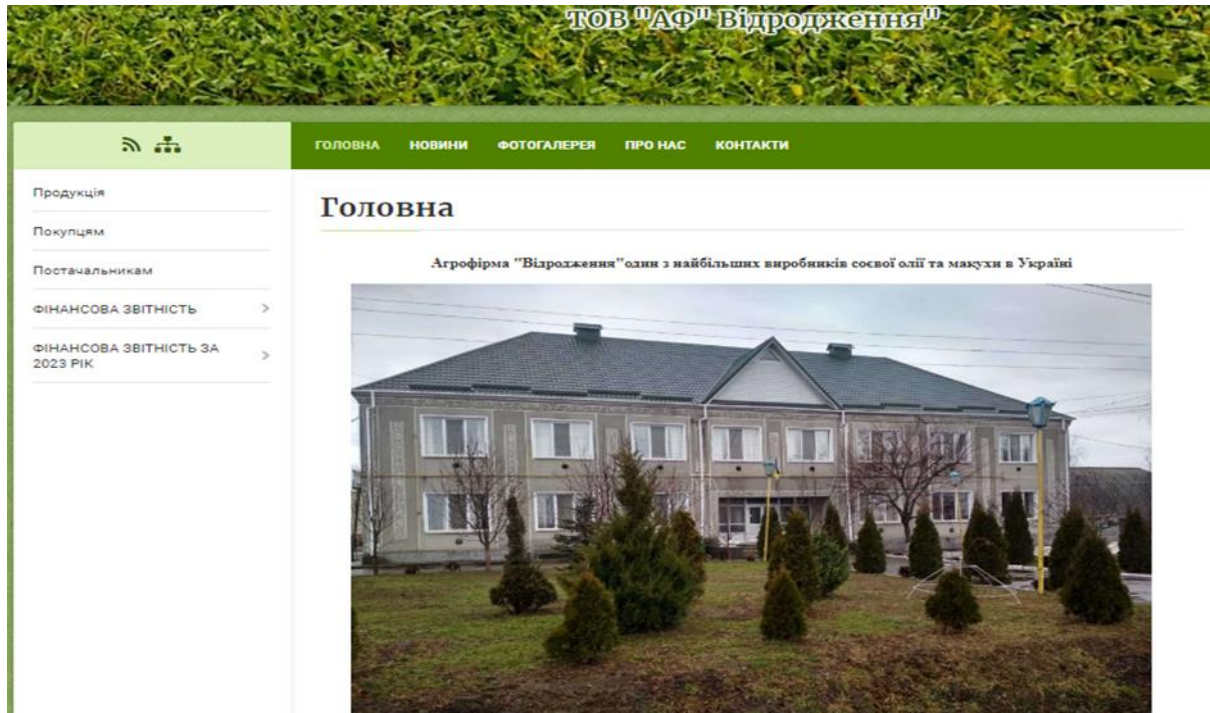 ТОВ "АФ" Відродження"
ГОЛОВНА НОВИНИ ФОТОГАЛЕРЕЯ ПРО НАС КОНТАКТИ
Продукція
Покупцям
Постачальникам
ФІНАНСОВА ЗВІТНІСТЬ
ФІНАНСОВА ЗВІТНІСТЬ ЗА
2023 РІК
Головна
Агрофірма "Відродження"один з найбільших виробників соєвої олії та макухи в Україні